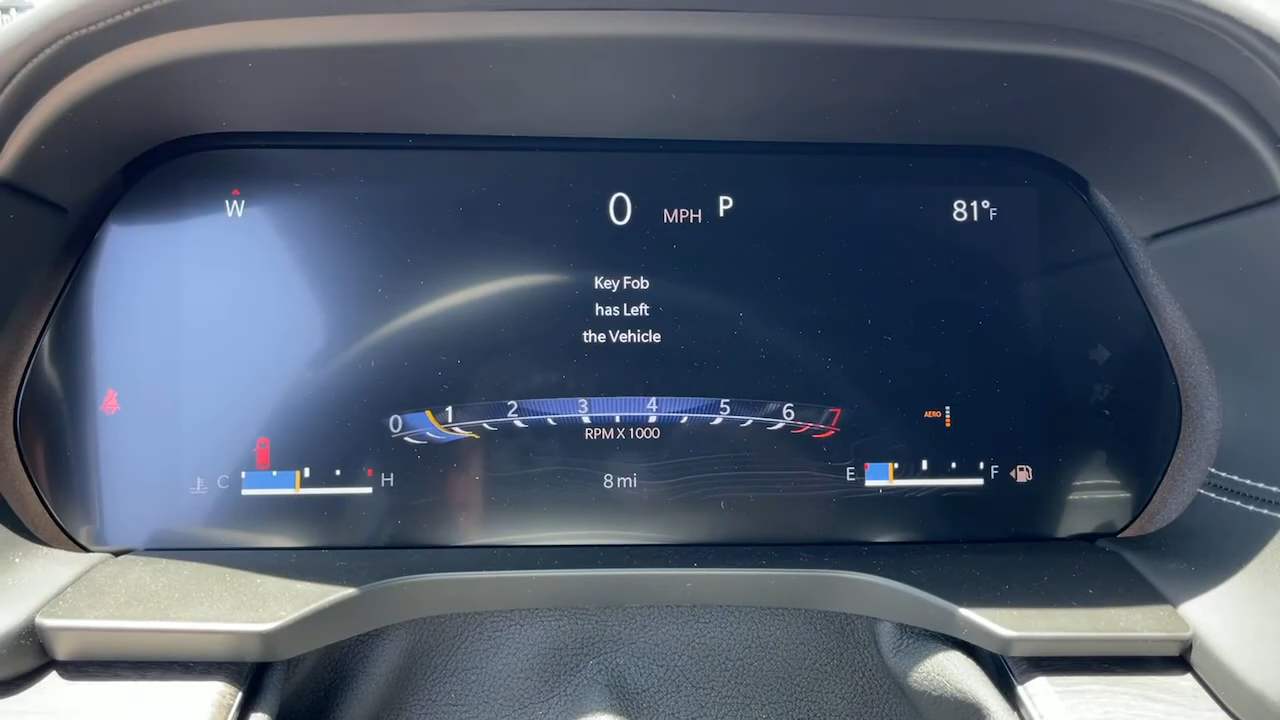 W
0 MPH P
81°F
Key Fob
has Left
the Vehicle
0 1 2 3 4 5 6 7
RPM X 1000
AERO
C H
8 mi
E F